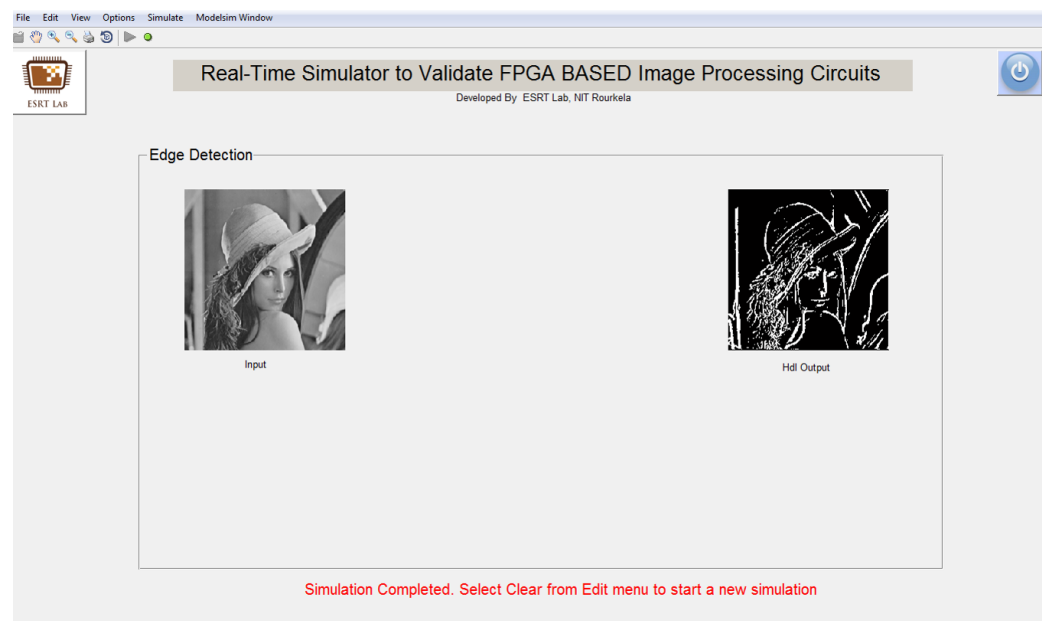 File Edit View Options Simulate Modelsim Window
ESRT LAB
Real-Time Simulator to Validate FPGA BASED Image Processing Circuits
Developed By ESRT Lab, NIT Rourkela
Edge Detection
Input
Hdl Output
Simulation Completed. Select Clear from Edit menu to start a new simulation